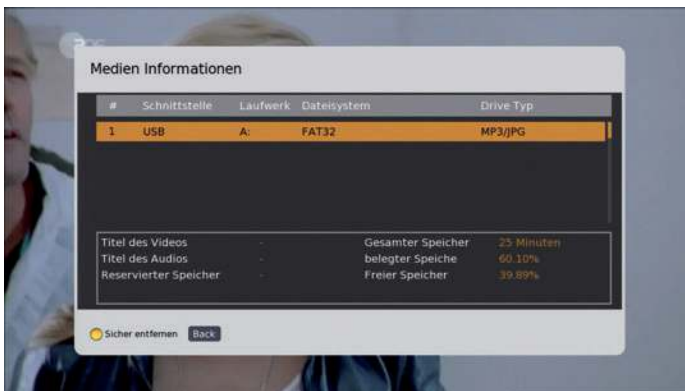 Medien Informationen
# Schnittstelle Laufwerk Dateisystem Drive Typ
1 USB A: FAT32 MP3/JPG
Titel des Videos - Gesamter Speicher 25 Minuten
Titel des Audios - belegter Speiche 60.10%
Reservierter Speicher - Freier Speicher 39.89%
Sicher entfernen Back